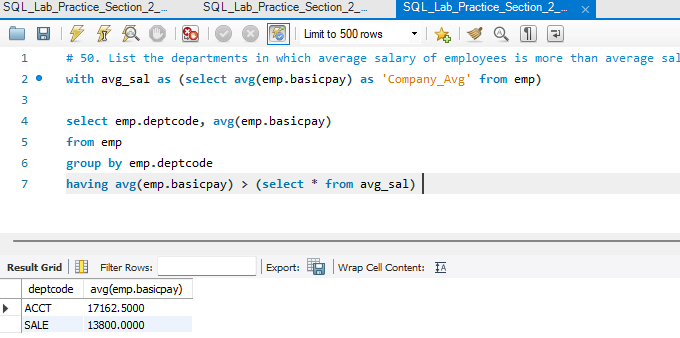 SQL_Lab_Practice_Section_2_... SQL_Lab_Practice_Section_2_... SQL_Lab_Practice_Section_2_...
Limit to 500 rows
1 # 50. List the departments in which average salary of employees is more than average sal
2 with avg_sal as (select avg(emp.basicpay) as 'Company_Avg' from emp)
3
4 select emp.deptcode, avg(emp.basicpay)
5 from emp
6 group by emp.deptcode
7 having avg(emp.basicpay) > (select * from avg_sal)
Result Grid Filter Rows: Export: Wrap Cell Content:
deptcode avg(emp.basicpay)
ACCT 17162.5000
SALE 13800.0000